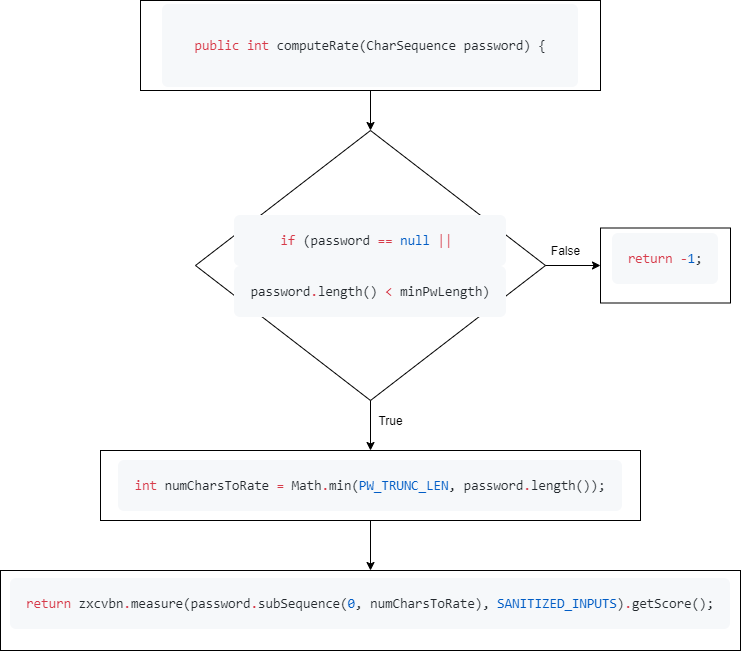 public int computeRate(CharSequence password) {
if (password == null ||
password.length() < minPwLength)
False
return -1;
True
int numCharsToRate = Math.min(PW_TRUNC_LEN, password.length());
return zxcvbn.measure(password.subSequence(0, numCharsToRate), SANITIZED_INPUTS).getScore();